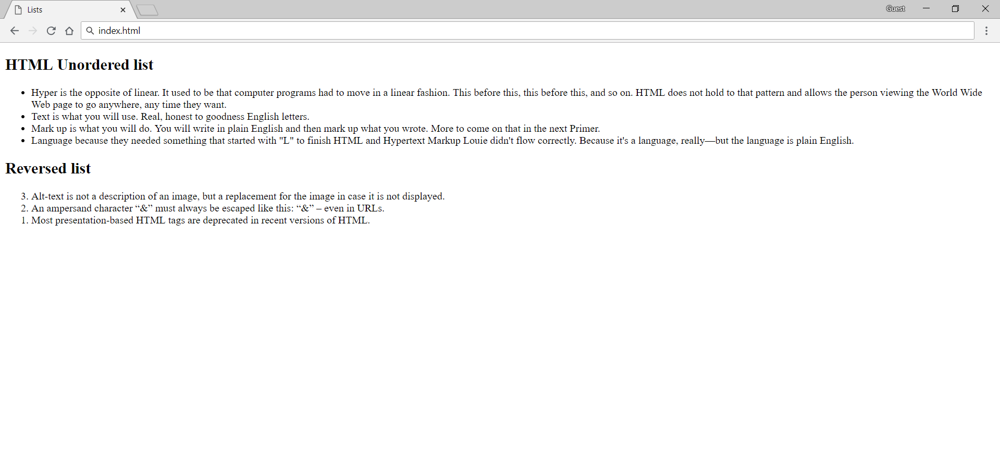 Lists
Guest
index.html
HTML Unordered list
• Hyper is the opposite of linear. It used to be that computer programs had to move in a linear fashion. This before this, this before this, and so on. HTML does not hold to that pattern and allows the person viewing the World Wide
Web page to go anywhere, any time they want.
• Text is what you will use. Real, honest to goodness English letters.
• Mark up is what you will do. You will write in plain English and then mark up what you wrote. More to come on that in the next Primer.
• Language because they needed something that started with "L" to finish HTML and Hypertext Markup Louie didn't flow correctly. Because it's a language, really—but the language is plain English.
Reversed list
3. Alt-text is not a description of an image, but a replacement for the image in case it is not displayed.
2. An ampersand character “&” must always be escaped like this: “&” – even in URLs.
1. Most presentation-based HTML tags are deprecated in recent versions of HTML.